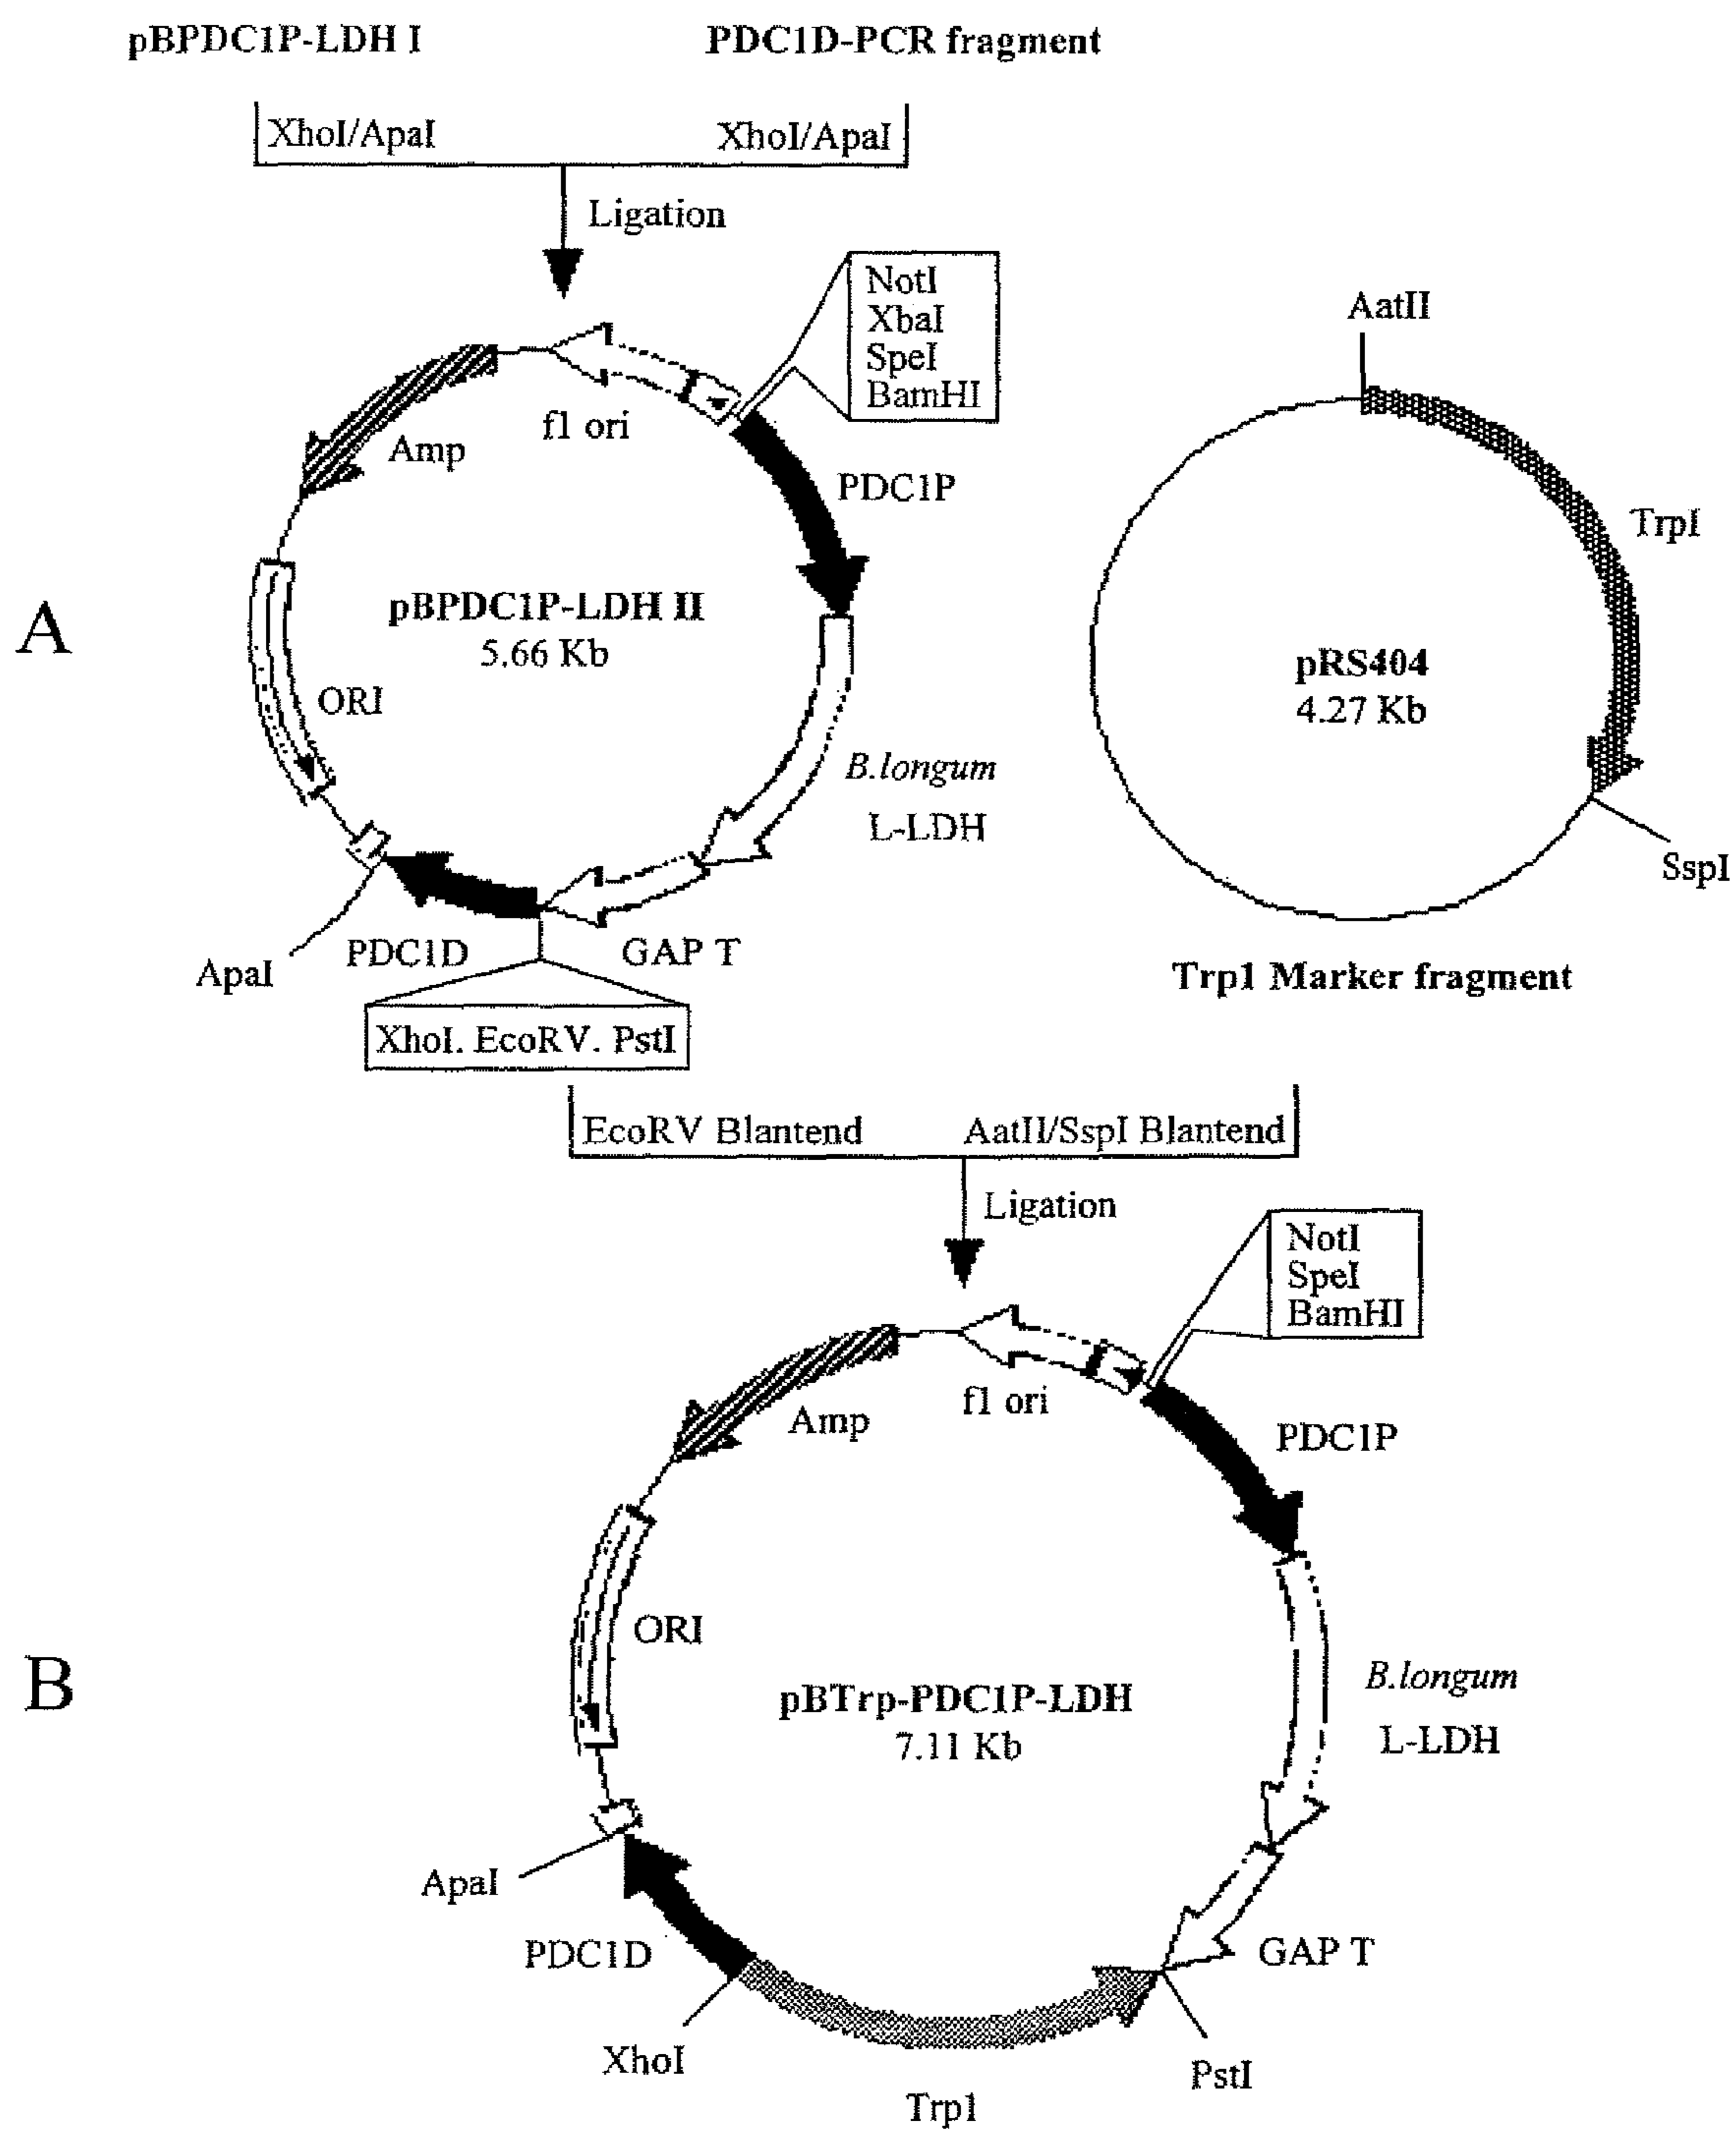 pBPDC1P-LDH I
PDC1D-PCR fragment
XhoI/ApaI
XhoI/ApaI
Ligation
NotI
XbaI
SpeI
BamHI
AatII
f1 ori
Amp
PDC1P
TrpI
A
pBPDC1P-LDH II
5.66 Kb
pRS404
4.27 Kb
ORI
B.longum
L-LDH
SspI
ApaI
PDC1D
GAP T
Trp1 Marker fragment
XhoI. EcoRV. PstI
EcoRV Blantend
AatII/SspI Blantend
Ligation
NotI
SpeI
BamHI
f1 ori
Amp
PDC1P
ORI
B
pBTrp-PDC1P-LDH
7.11 Kb
B.longum
L-LDH
ApaI
PDC1D
GAP T
XhoI
PstI
Trp1